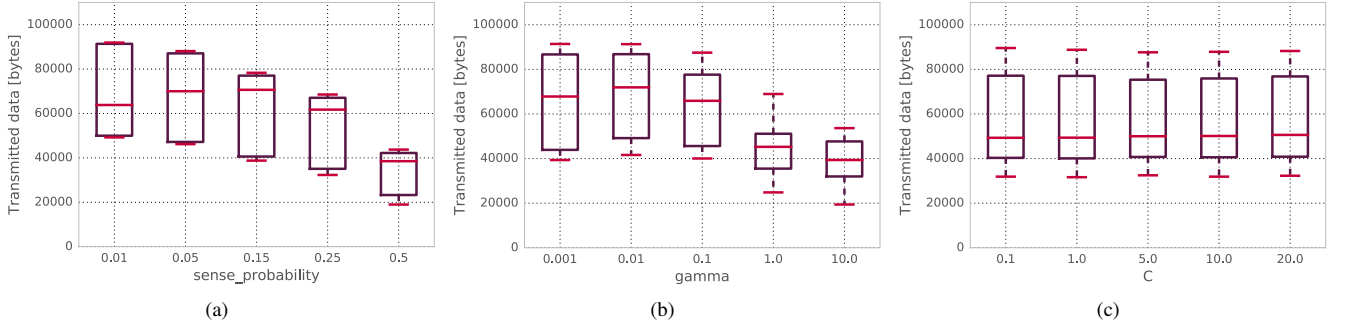 Transmitted data [bytes]
100000
80000
60000
40000
20000
0
0.01 0.05 0.15 0.25 0.5
sense_probability
(a)
Transmitted data [bytes]
100000
80000
60000
40000
20000
0
0.001 0.01 0.1 1.0 10.0
gamma
(b)
Transmitted data [bytes]
100000
80000
60000
40000
20000
0
0.1 1.0 5.0 10.0 20.0
C
(c)